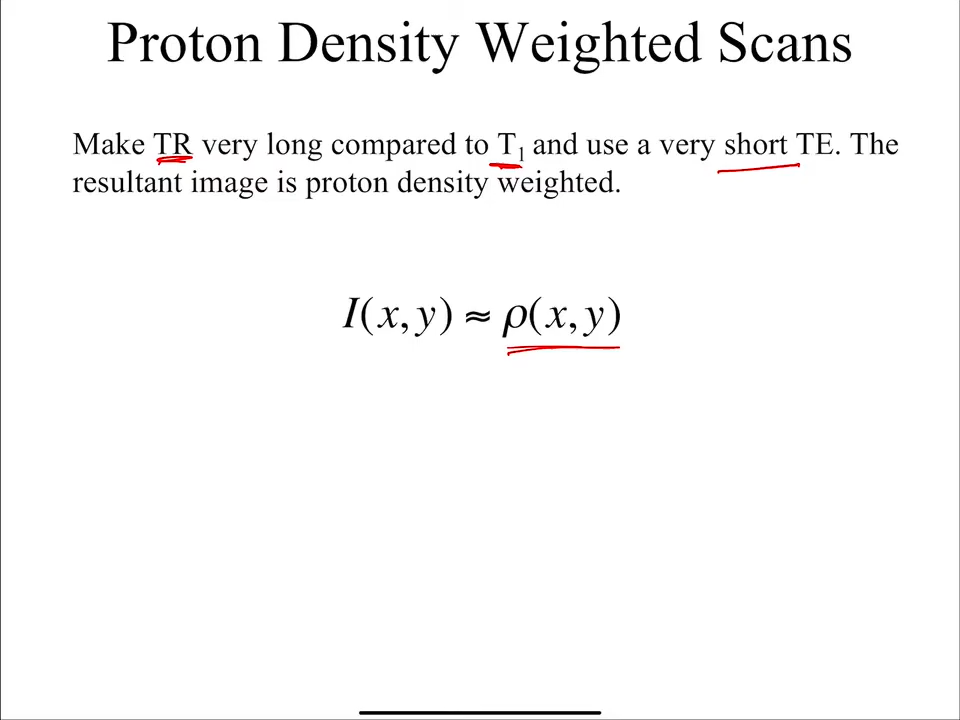 Proton Density Weighted Scans
Make TR very long compared to T₁ and use a very short TE. The
resultant image is proton density weighted.
I(x, y) ≈ ρ(x, y)